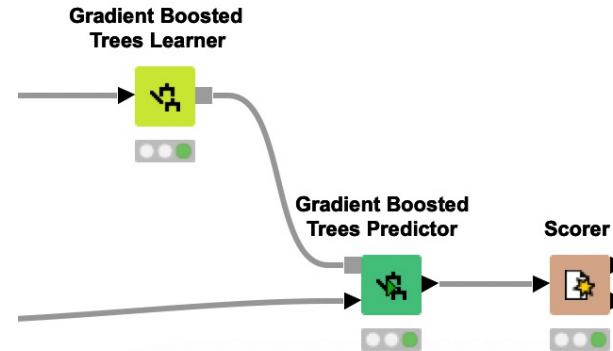 Gradient Boosted
Trees Learner
Gradient Boosted
Trees Predictor
Scorer